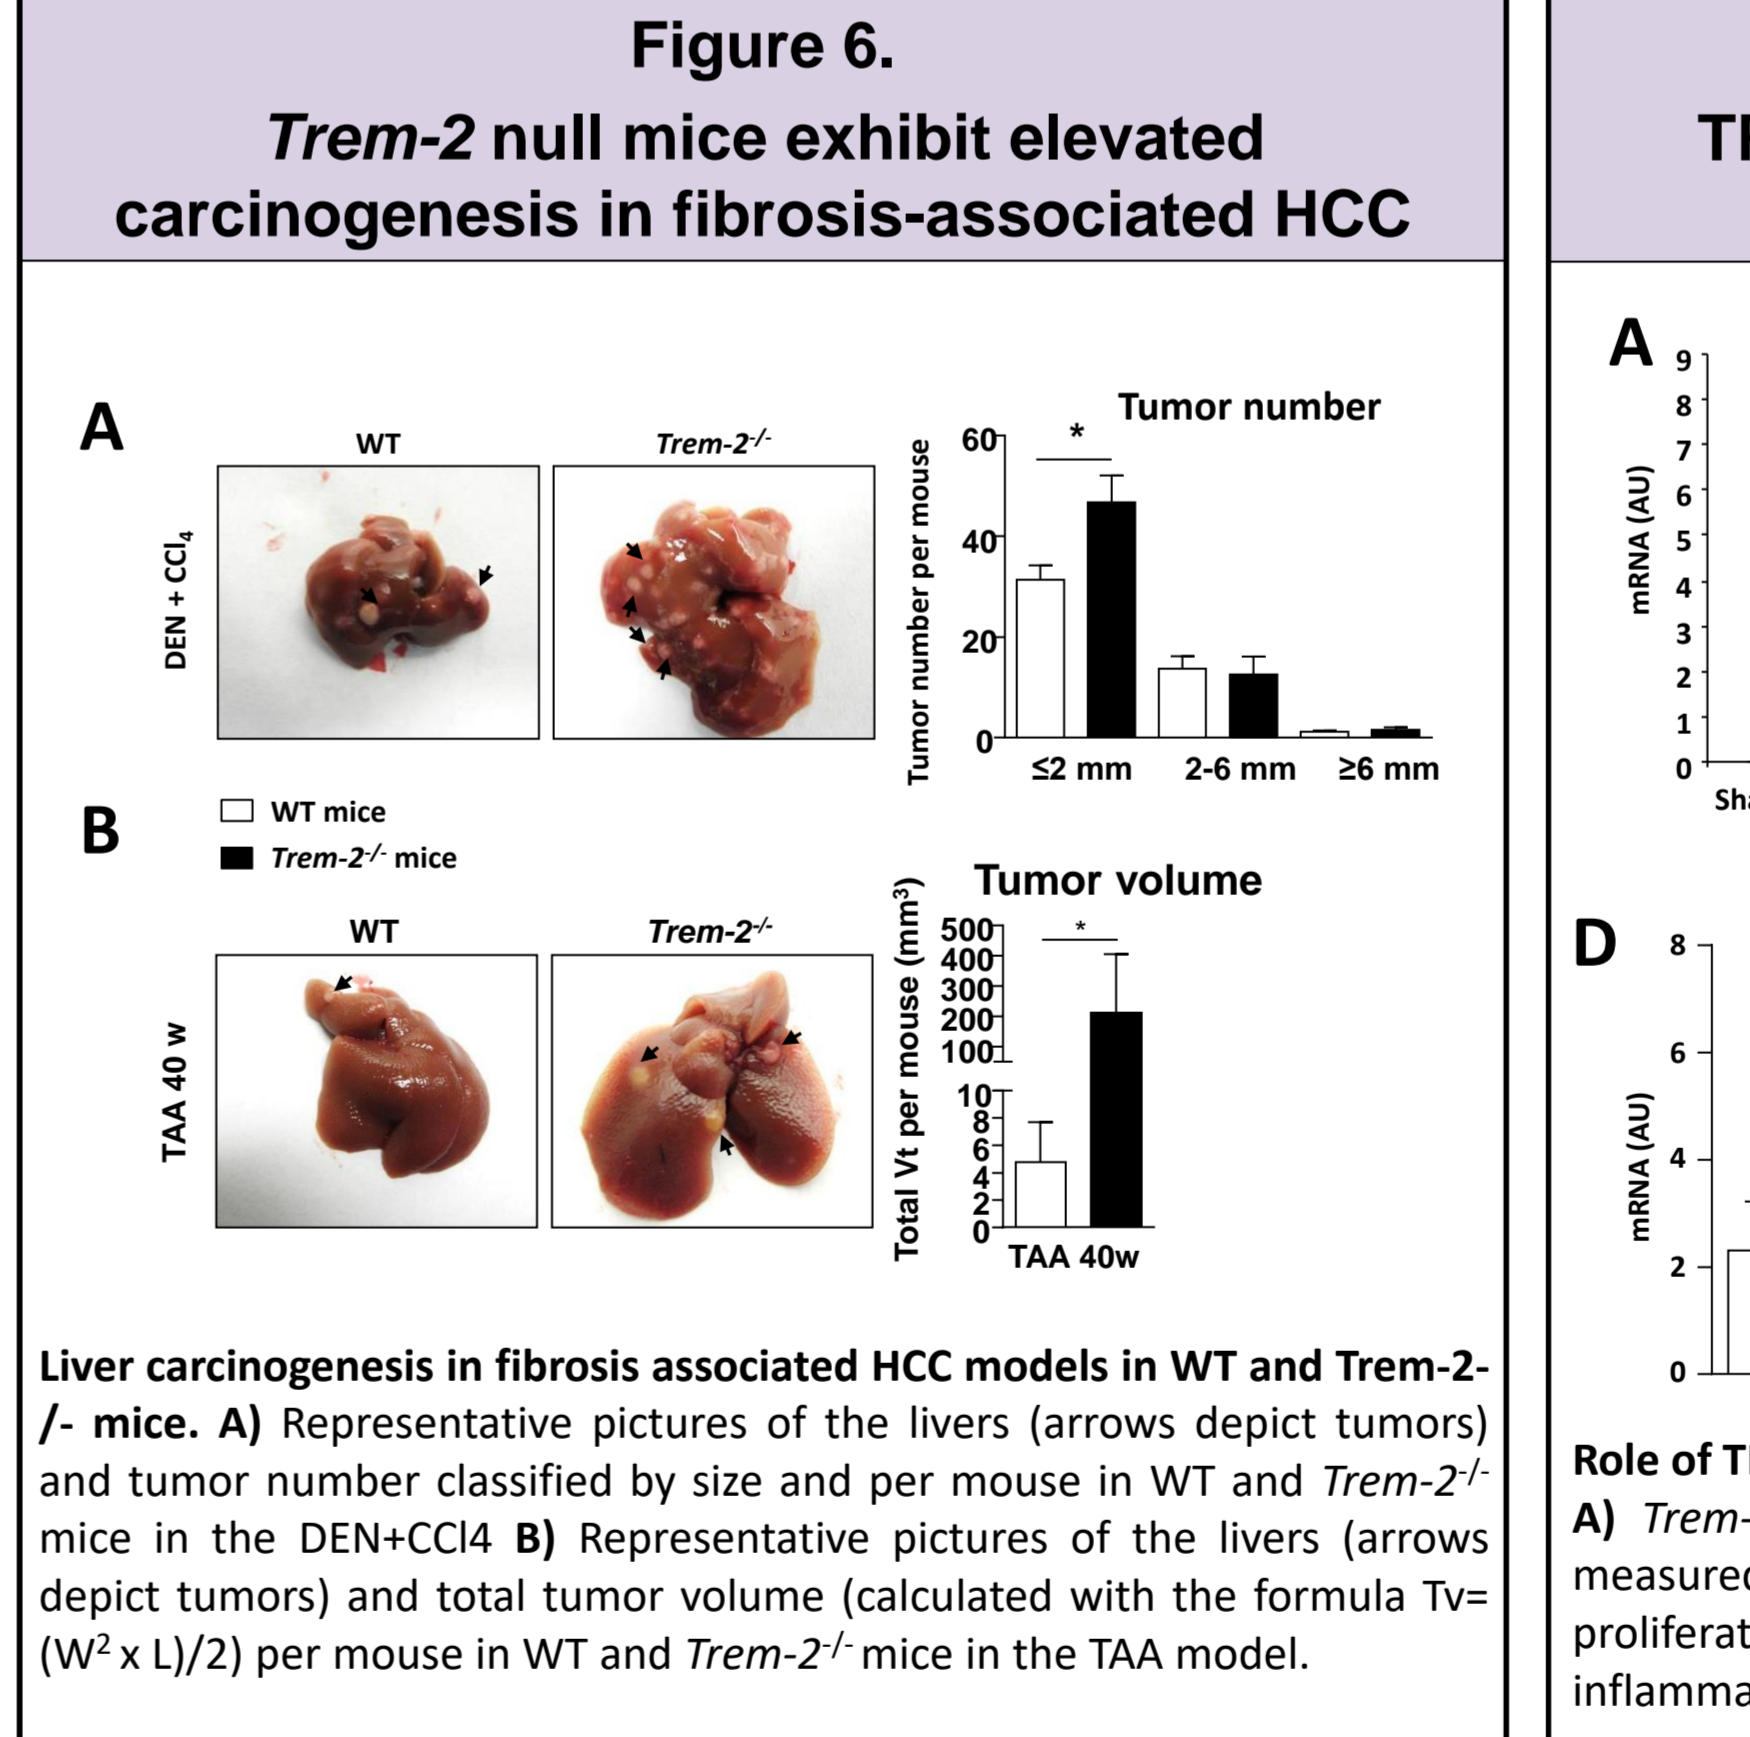 Figure 6.
Trem-2 null mice exhibit elevated
carcinogenesis in fibrosis-associated HCC
A
WT
Trem-2-/-
DEN + CCl4
Tumor number
Tumor number per mouse
*
60
40
20
0
≤2 mm 2-6 mm ≥6 mm
WT mice
Trem-2-/- mice
B
WT
Trem-2-/-
TAA 40 w
Tumor volume
Total Vt per mouse (mm3)
*
500
400
300
200
100
10
8
6
4
2
0
TAA 40w
Liver carcinogenesis in fibrosis associated HCC models in WT and Trem-2-
/- mice. A) Representative pictures of the livers (arrows depict tumors)
and tumor number classified by size and per mouse in WT and Trem-2-/-
mice in the DEN+CCl4 B) Representative pictures of the livers (arrows
depict tumors) and total tumor volume (calculated with the formula Tv=
(W2 x L)/2) per mouse in WT and Trem-2-/- mice in the TAA model.
A
mRNA (AU)
9
8
7
6
5
4
3
2
1
0
D
mRNA (AU)
8
6
4
2
0
Role of
A) Trem-